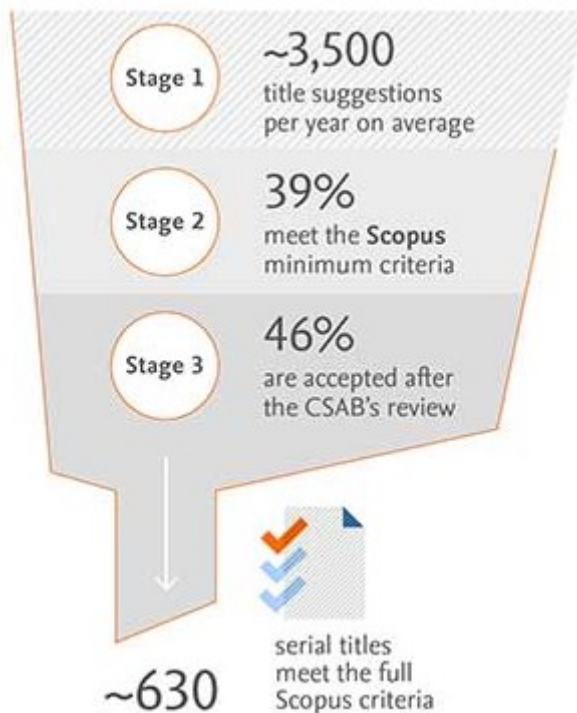 Stage 1
~3,500
title suggestions
per year on average
Stage 2
39%
meet the Scopus
minimum criteria
Stage 3
46%
are accepted after
the CSAB's review
~630
serial titles
meet the full
Scopus criteria